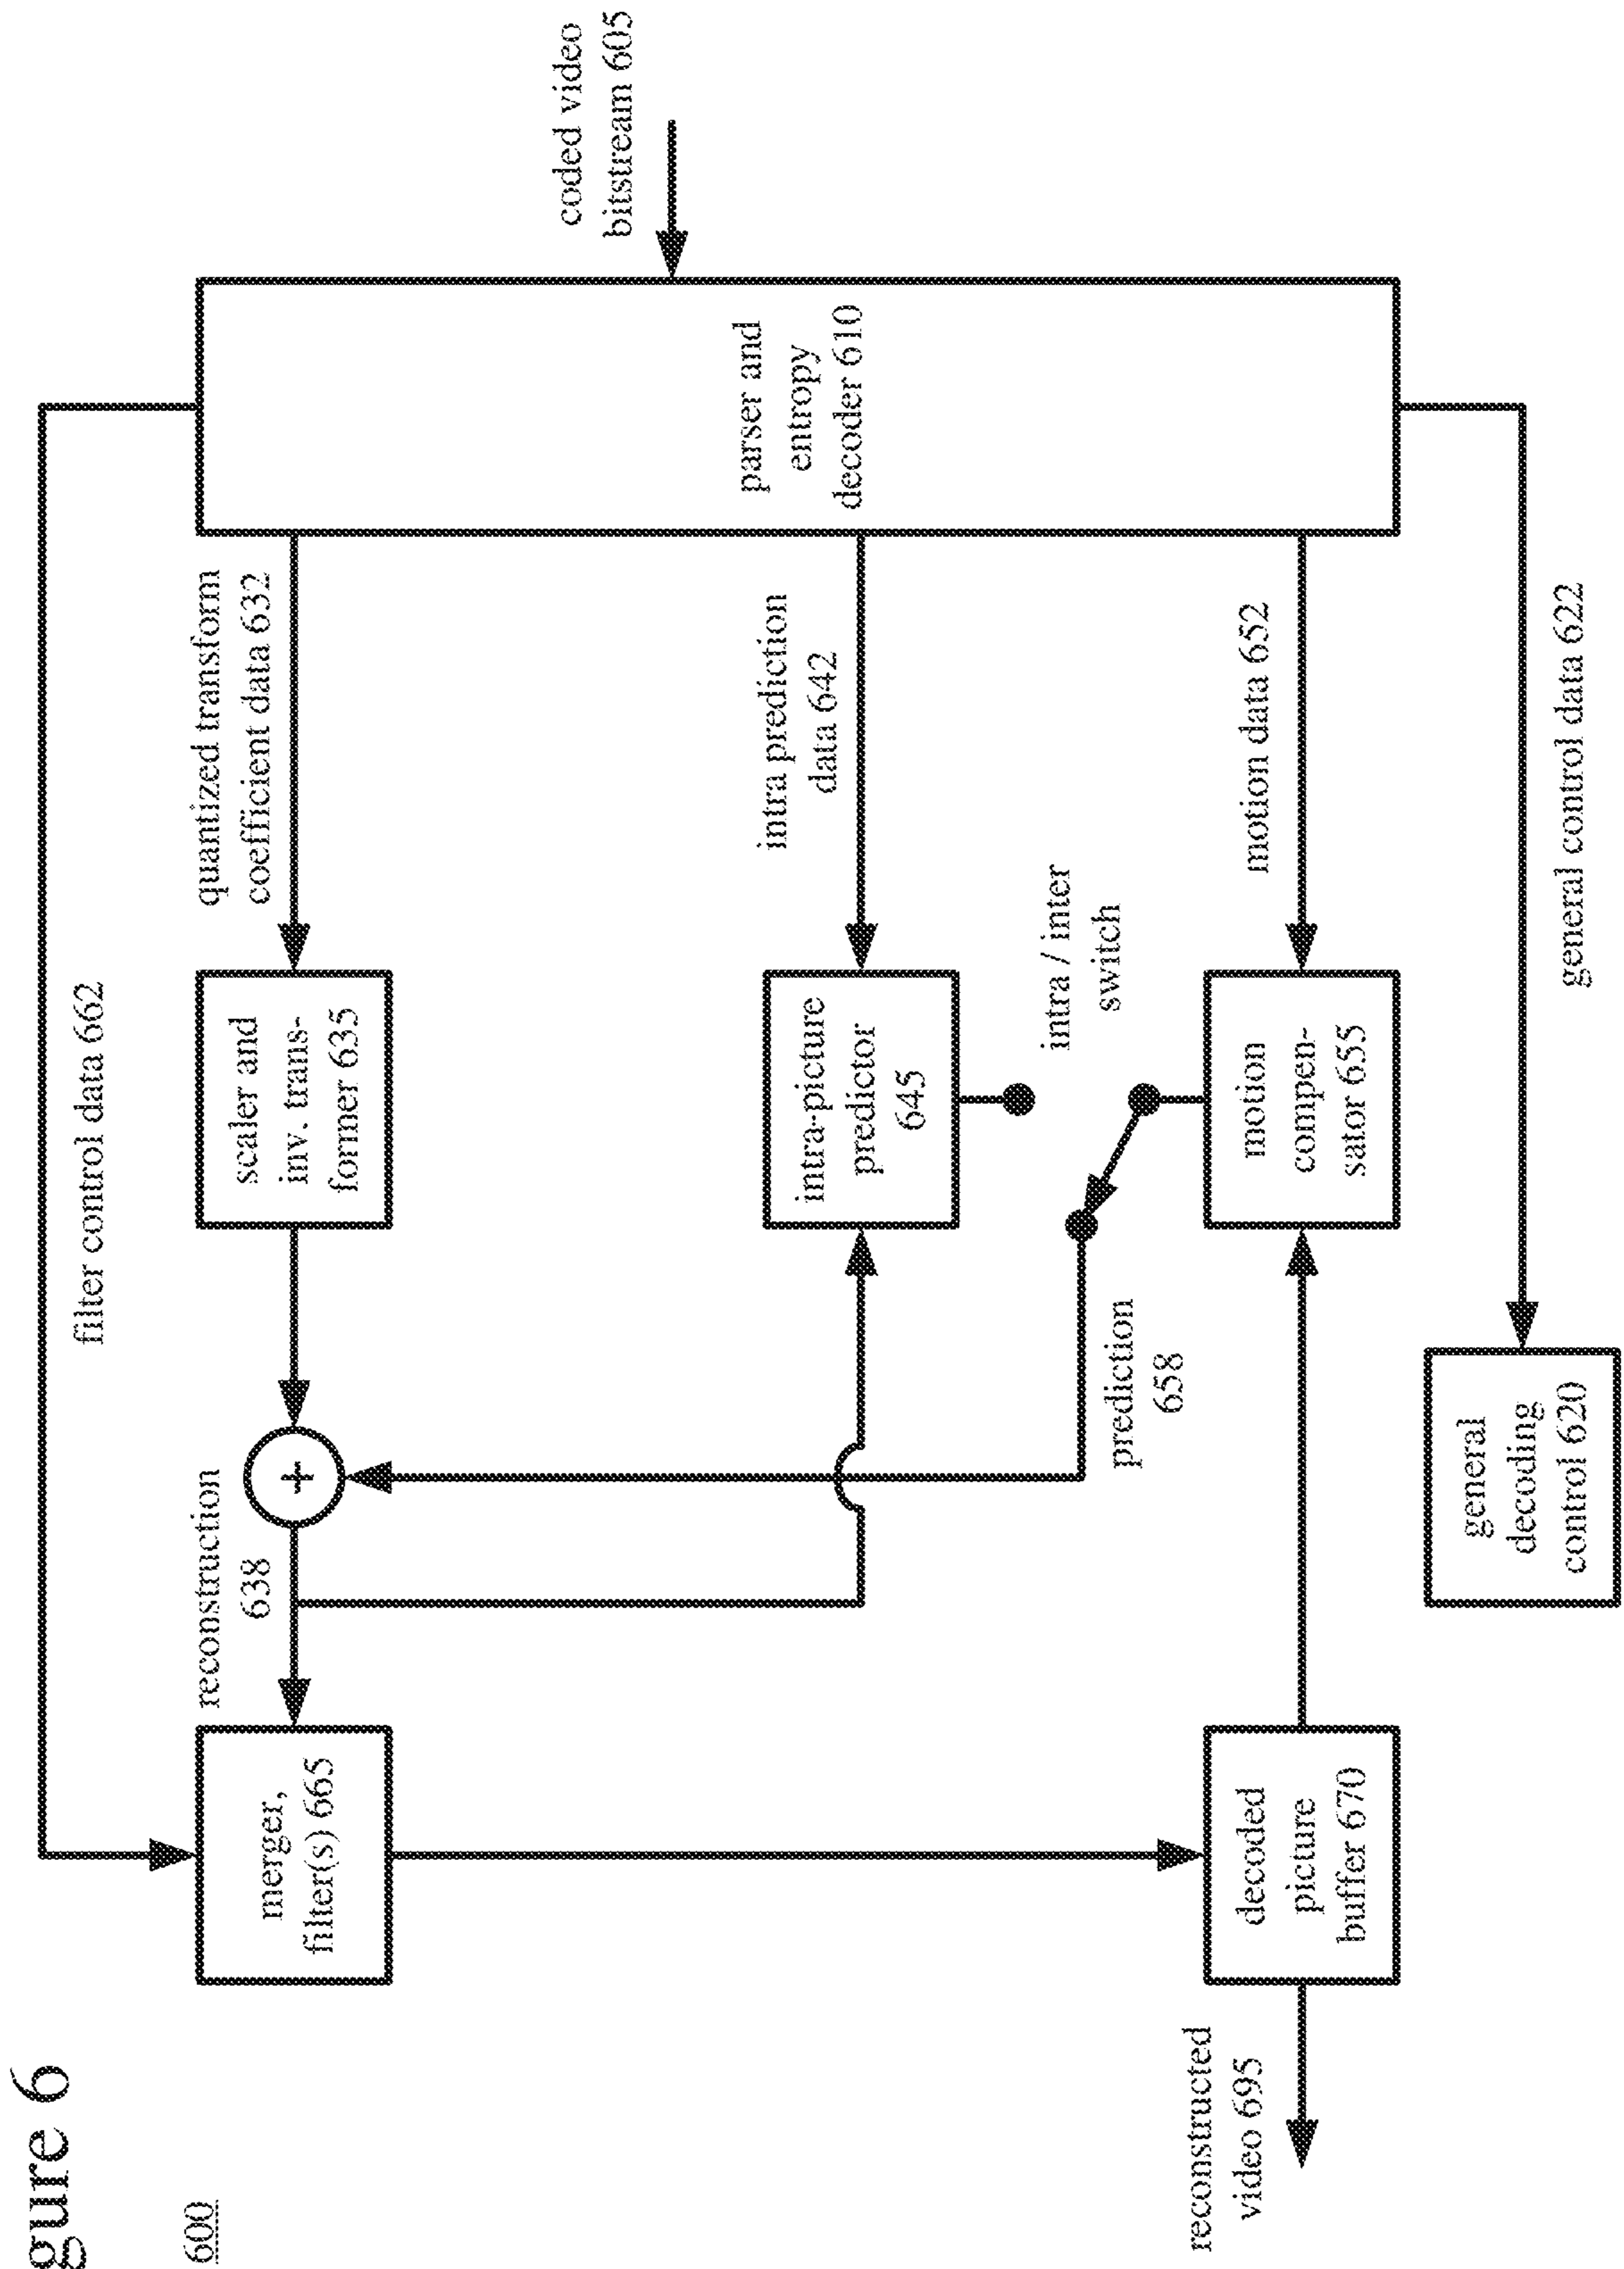 gure 6
600
coded video
bitstream 605
parser and
entropy
decoder 610
filter control data 662
quantized transform
coefficient data 632
scaler and
inv. trans-
former 635
reconstruction
638
+
merger,
filter(s) 665
intra prediction
data 642
intra-picture
predictor
645
intra / inter
switch
motion data 652
motion
compen-
sator 655
prediction
658
decoded
picture
buffer 670
reconstructed
video 695
general control data 622
general
decoding
control 620